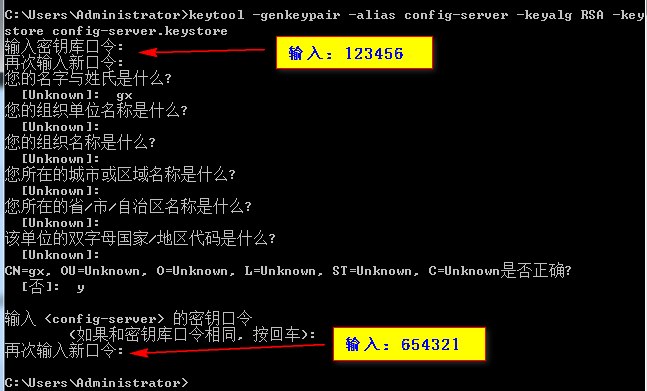 C:\Users\Administrator>keytool -genkeypair -alias config-server -keyalg RSA -key
store config-server.keystore
输入密钥库口令:
输入：123456
再次输入新口令:
您的名字与姓氏是什么?
[Unknown]:  gx
您的组织单位名称是什么?
[Unknown]:
您的组织名称是什么?
[Unknown]:
您所在的城市或区域名称是什么?
[Unknown]:
您所在的省/市/自治区名称是什么?
[Unknown]:
该单位的双字母国家/地区代码是什么?
[Unknown]:
CN=gx, OU=Unknown, O=Unknown, L=Unknown, ST=Unknown, C=Unknown是否正确?
[否]:  y
输入 <config-server> 的密钥口令
(如果和密钥库口令相同, 按回车):
再次输入新口令:
输入：654321
C:\Users\Administrator>